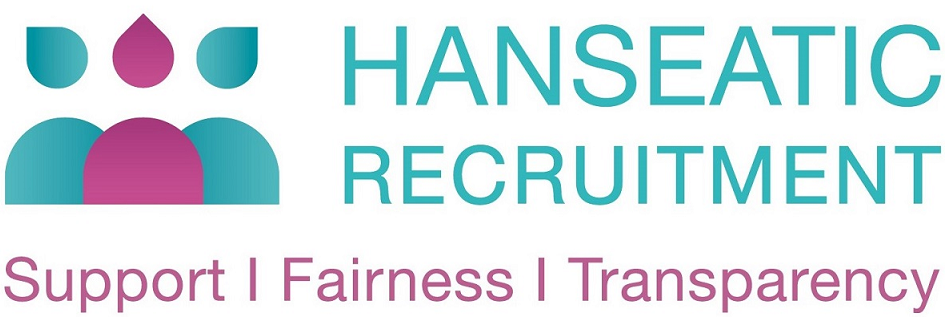 HANSEATIC
RECRUITMENT
Support | Fairness | Transparency